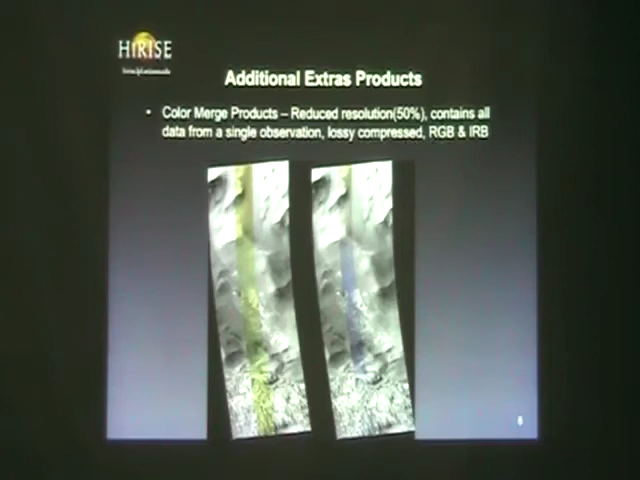 HiRISE
Additional Extras Products
• Color Merge Products – Reduced resolution(50%), contains all
data from a single observation, lossy compressed, RGB & IRB